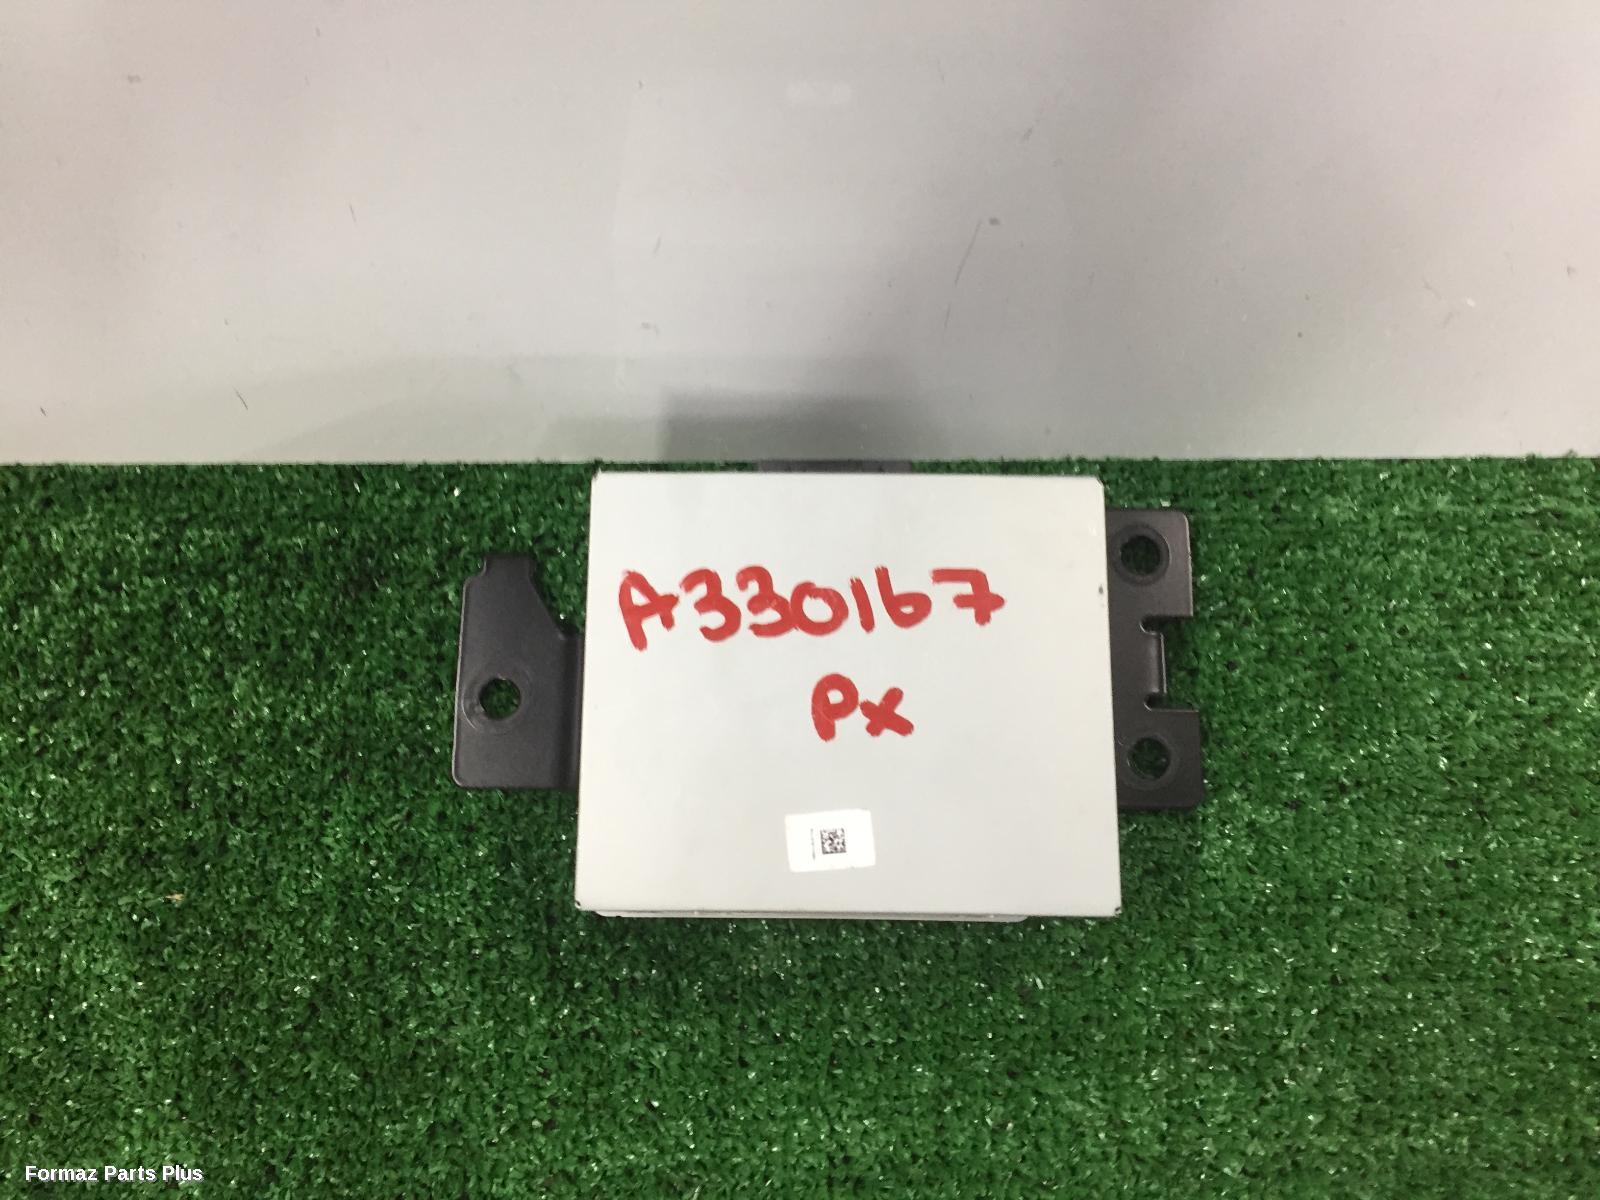 A330167
Px
Formaz Parts Plus